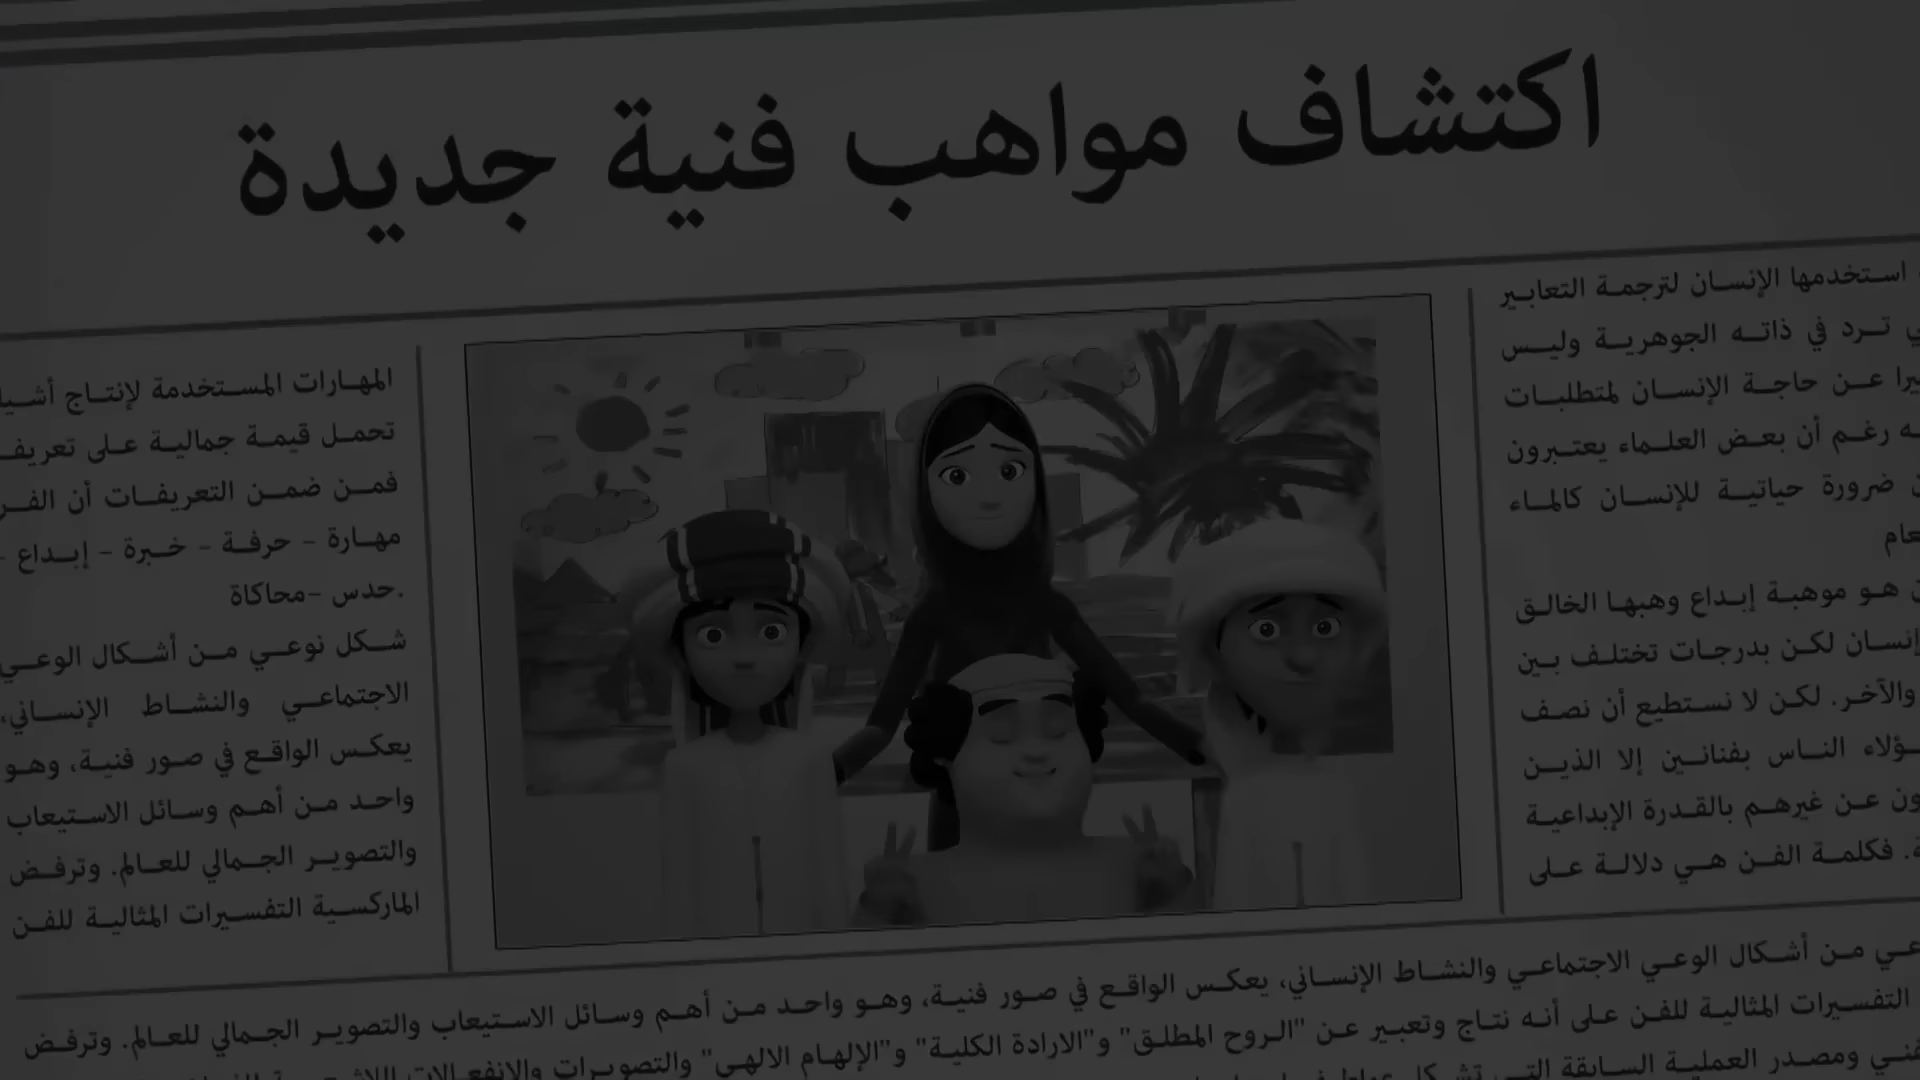 اكتشاف مواهب فنية جديدة
استخدمها الإنسان لترجمة التعابير
ترد في ذاته الجوهرية وليس
عن حاجة الإنسان لمتطلبات
رغم أن بعض العلماء يعتبرون
ضرورة حياتية للإنسان كالماء
هو موهبة إبداع وهبها الخالق
لكن بدرجات تختلف بين
والآخر. لكن لا نستطيع أن نصف
الناس بفنانين إلا الذين
عن غيرهم بالقدرة الإبداعية
فكلمة الفن هي دلالة على
المهارات المستخدمة لإنتاج
تحمل قيمة جمالية على
فمن ضمن التعريفات أن
مهارة – حرفة – خبرة – إبداع –
حدس –محاكاة.
شكل نوعي من أشكال الوعي
الاجتماعي والنشاط الإنساني،
يعكس الواقع في صور فنية، وهو
واحد من أهم وسائل الاستيعاب
والتصوير الجمالي للعالم. وترفض
الماركسية التفسيرات المثالية للفن
من أشكال الوعي الاجتماعي والنشاط الإنساني، يعكس الواقع في صور فنية، وهو واحد من أهم وسائل الاستيعاب والتصوير الجمالي للعالم. وترفض
التفسيرات المثالية للفن على أنه نتاج وتعبير عن "الروح المطلق" و"الارادة الكلية" و"الإلهام الالهي" والتصويرات والانفعالات
ومصدر العملية السابقة التي